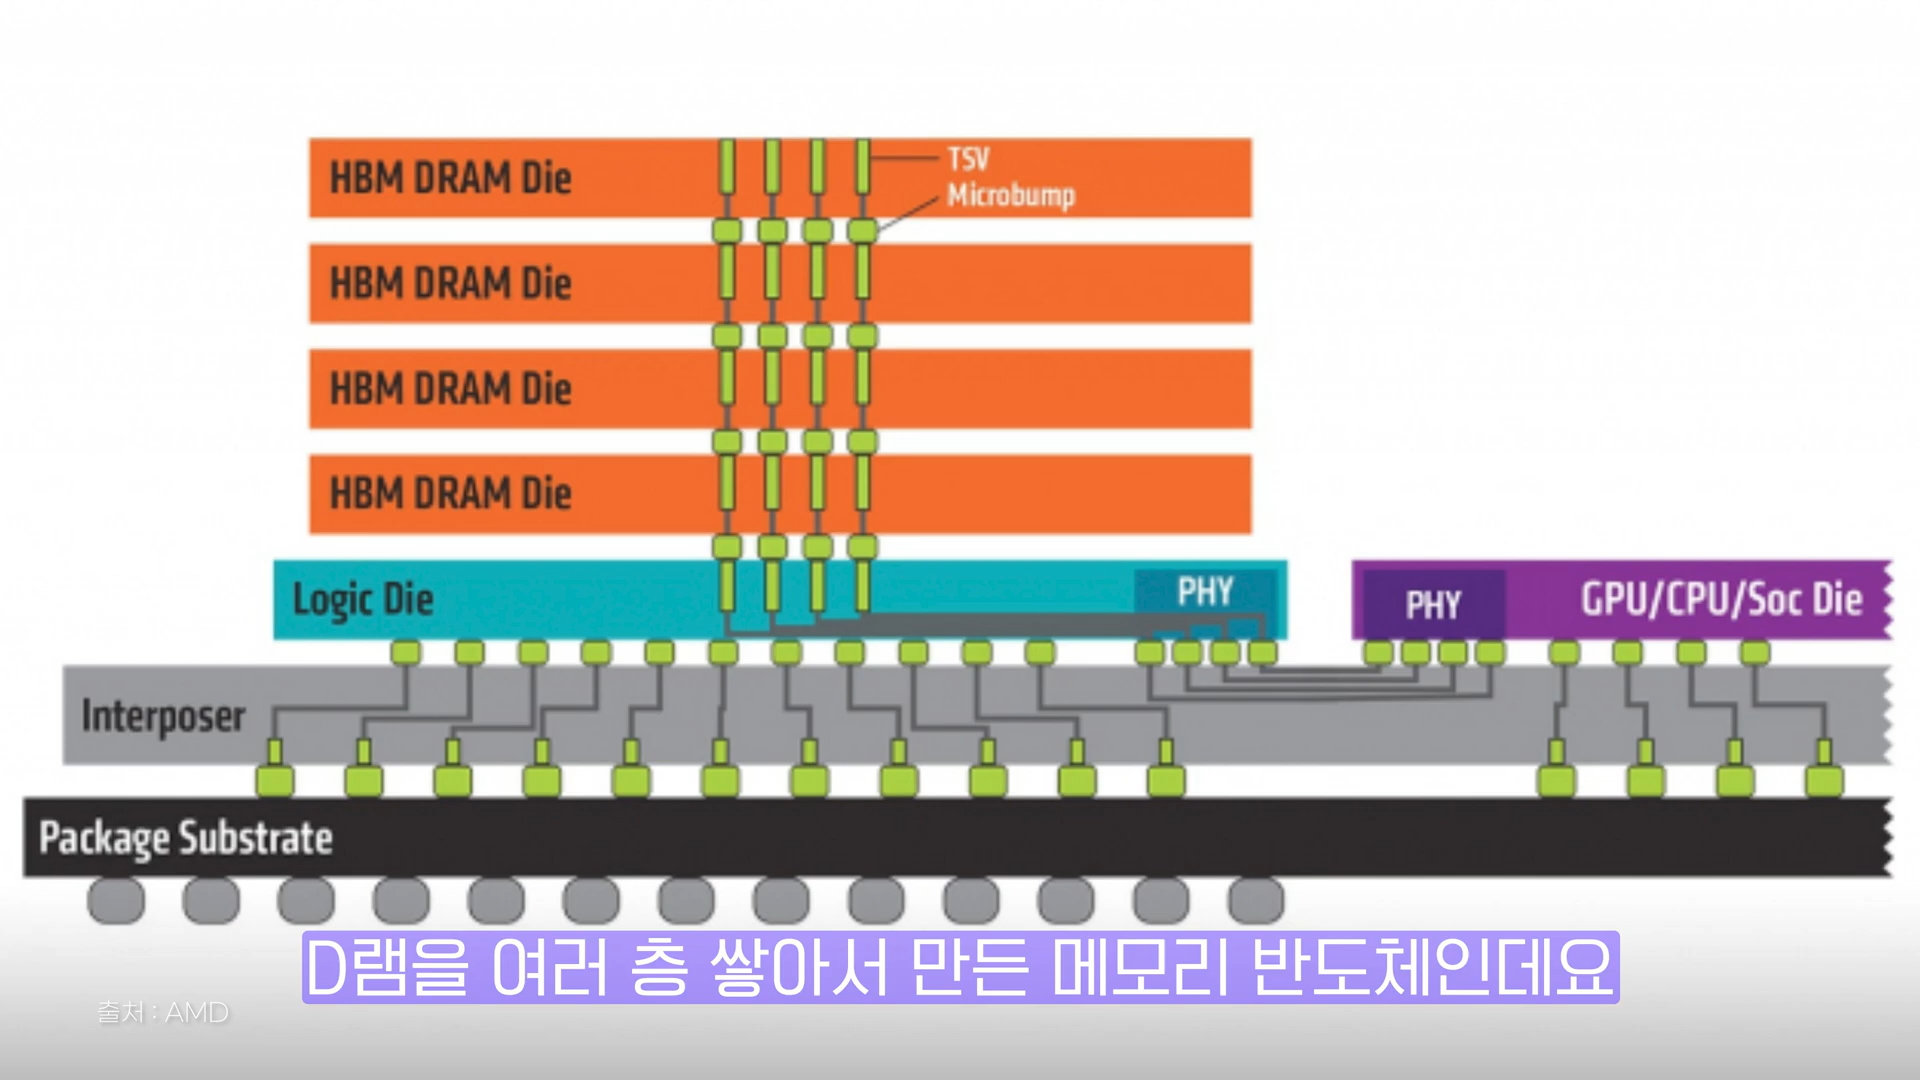 HBM DRAM Die
TSV
Microbump
HBM DRAM Die
HBM DRAM Die
HBM DRAM Die
Logic Die
PHY
PHY
GPU/CPU/Soc Die
Interposer
Package Substrate
D램을 여러 층 쌓아서 만든 메모리 반도체인데요
출처 : AMD